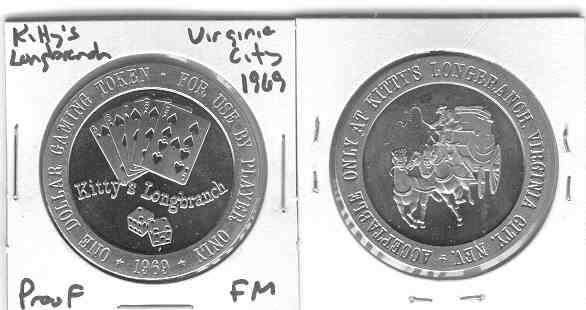 Kitty's Longbranch
Virginia City 1969
ONE DOLLAR GAMING TOKEN - FOR USE BY PLAYER ONLY
Kitty's Longbranch
* 1969 *
Proof
FM
ACCEPTABLE ONLY AT KITTY'S LONGBRANCH, VIRGINIA CITY, NEV. *